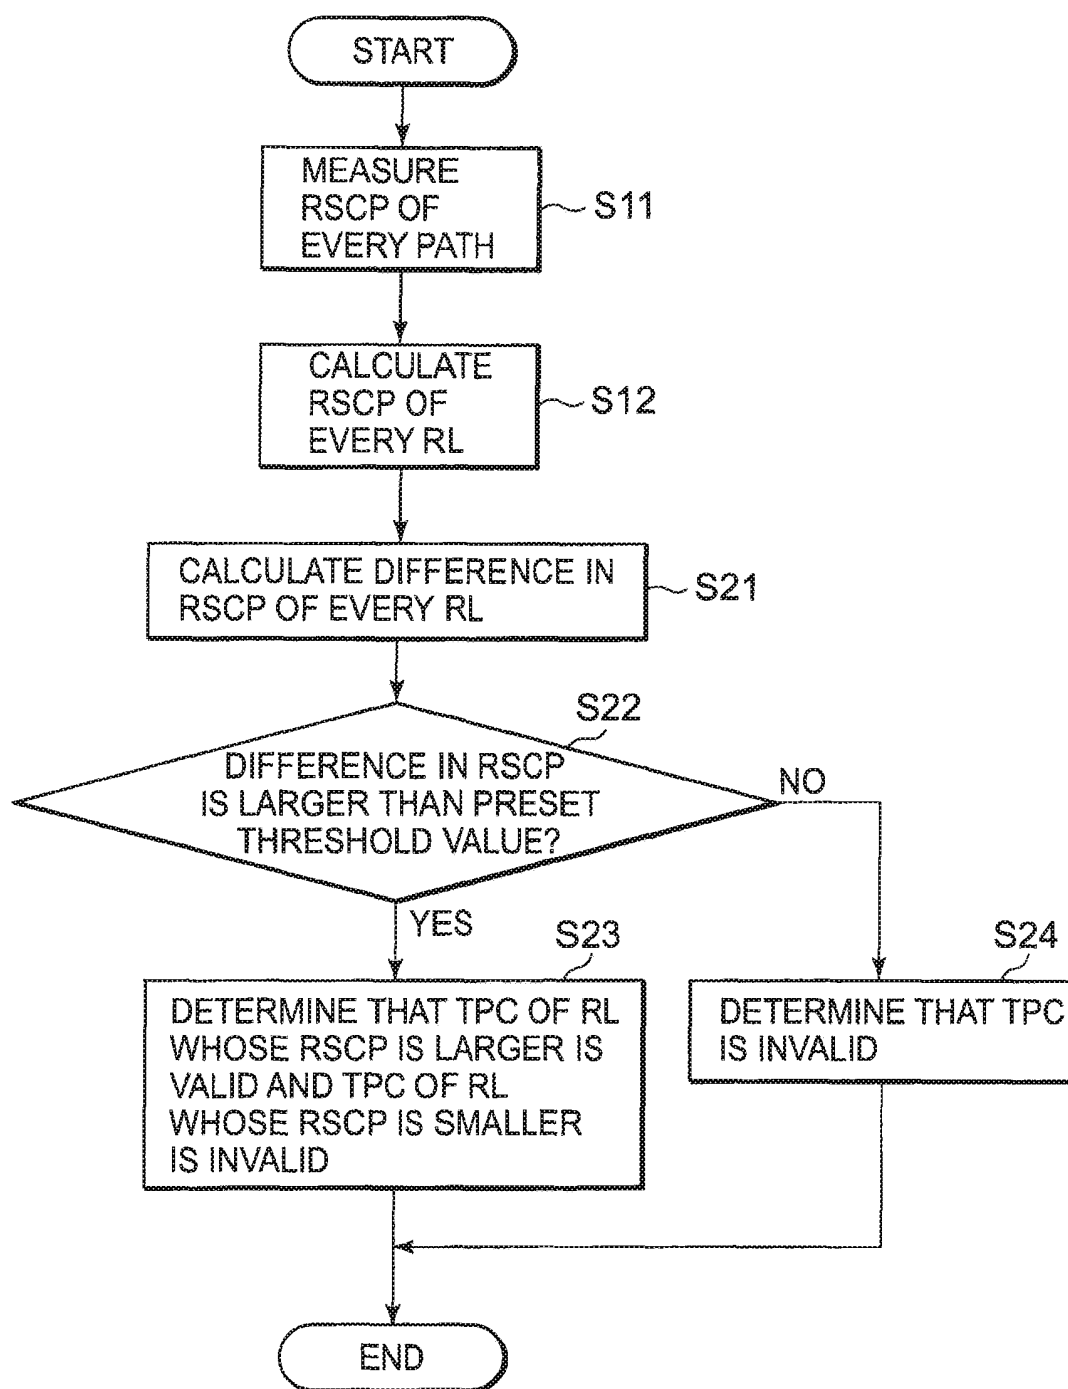 START
MEASURE
RSCP OF
EVERY PATH
S11
CALCULATE
RSCP OF
EVERY RL
S12
CALCULATE DIFFERENCE IN
RSCP OF EVERY RL
S21
S22
DIFFERENCE IN RSCP
IS LARGER THAN PRESET
THRESHOLD VALUE?
NO
YES
S23
DETERMINE THAT TPC OF RL
WHOSE RSCP IS LARGER IS
VALID AND TPC OF RL
WHOSE RSCP IS SMALLER
IS INVALID
S24
DETERMINE THAT TPC
IS INVALID
END